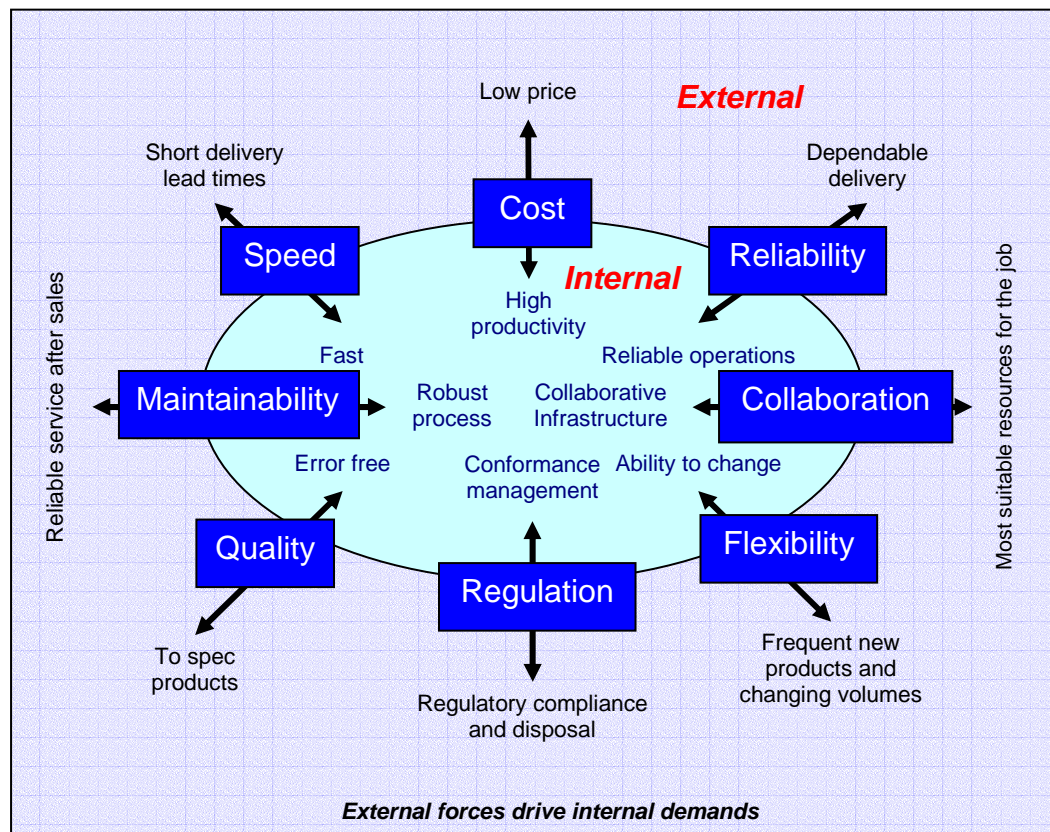 Low price
External
Short delivery
lead times
Dependable
delivery
Cost
Speed
Reliability
Internal
High
productivity
Fast
Reliable operations
Reliable service after sales
Most suitable resources for the job
Maintainability
Robust
process
Collaborative
Infrastructure
Collaboration
Error free
Conformance
management
Ability to change
Quality
Regulation
Flexibility
To spec
products
Regulatory compliance
and disposal
Frequent new
products and
changing volumes
External forces drive internal demands